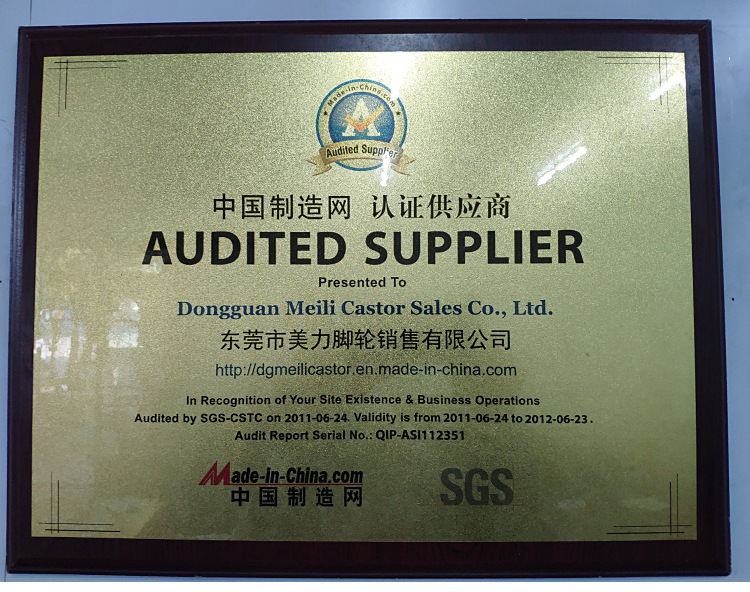 Made-in-China.com
A
Audited Supplier
中国制造网 认证供应商
AUDITED SUPPLIER
Presented To
Dongguan Meili Castor Sales Co., Ltd.
东莞市美力脚轮销售有限公司
http://dgmeilicastor.en.made-in-china.com
In Recognition of Your Site Existence & Business Operations
Audited by SGS-CSTC on 2011-06-24. Validity is from 2011-06-24 to 2012-06-23.
Audit Report Serial No.: QIP-ASI112351
Made-in-China.com
中国制造网
SGS